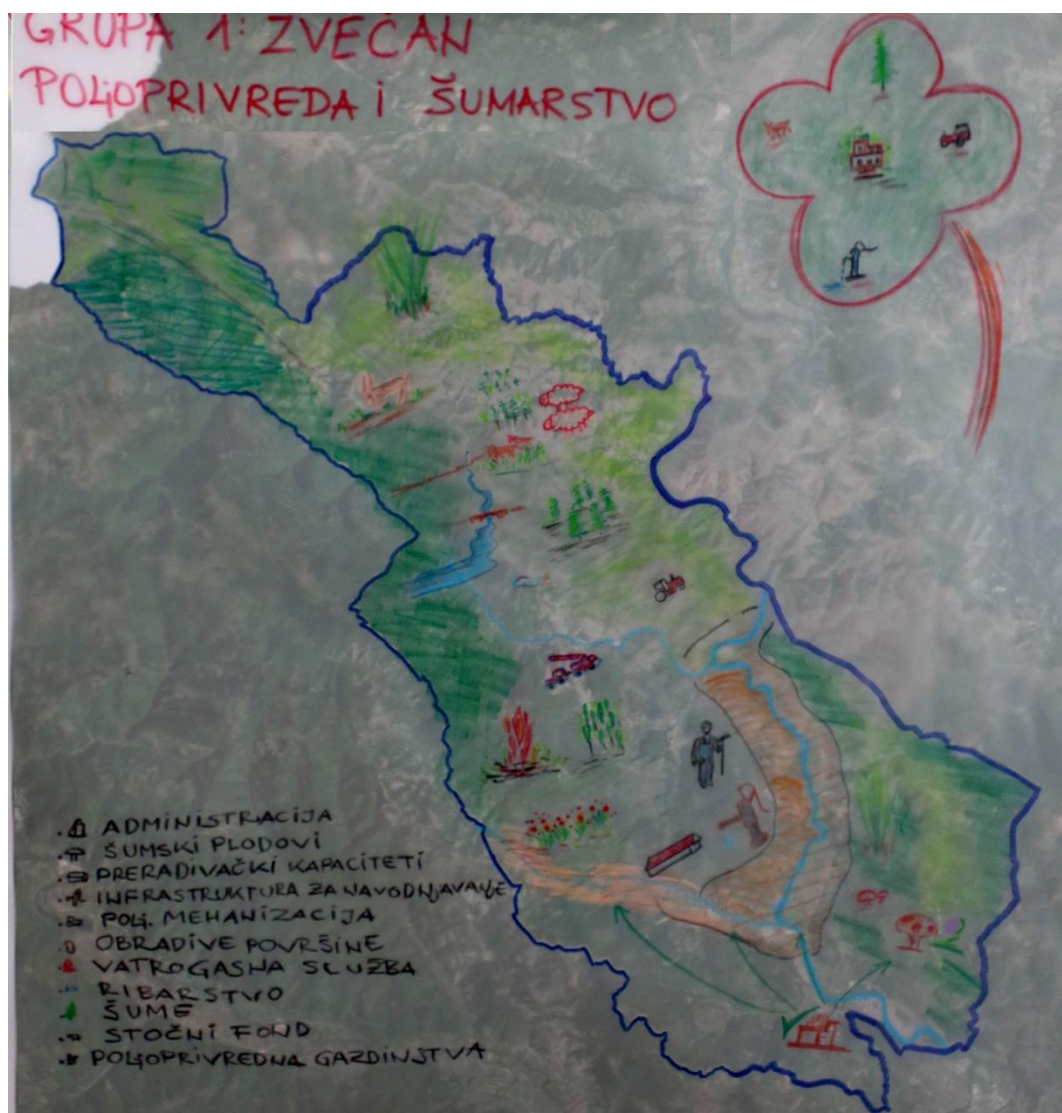 GRUPA 1: ZVEČAN
POLJOPRIVREDA I ŠUMARSTVO
ADMINISTRACIJA
ŠUMSKI PLODOVI
PRERADIVAČKI KAPACITETI
INFRASTRUKTURA ZA NAVODNJAVANJE
POLJ. MEHANIZACIJA
OBRADIVE POVRŠINE
VATROGASNA SLUŽBA
RIBARSTVO
ŠUME
STOČNI FOND
POLJOPRIVREDNA GAZDINSTVA